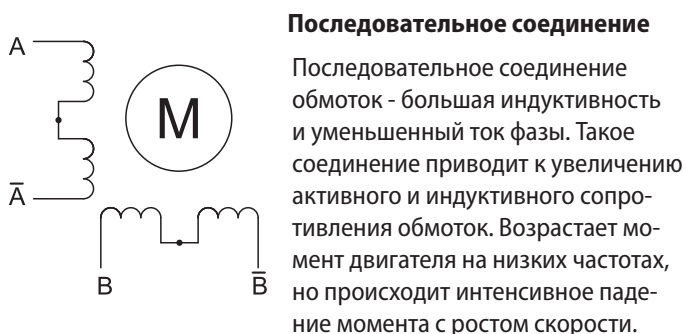 Последовательное соединение
A
Последовательное соединение
обмоток - большая индуктивность
и уменьшенный ток фазы. Такое
соединение приводит к увеличению
активного и индуктивного сопро-
тивления обмоток. Возрастает мо-
мент двигателя на низких частотах,
но происходит интенсивное паде-
ние момента с ростом скорости.
M
A̅
B
B̅